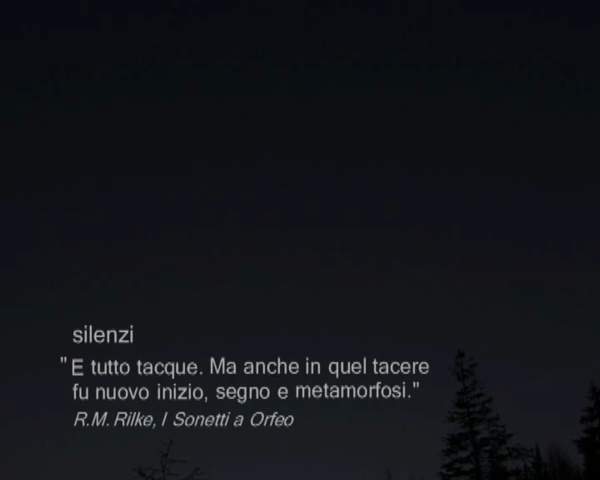 silenzi
"E tutto tacque. Ma anche in quel tacere
fu nuovo inizio, segno e metamorfosi."
R.M. Rilke, I Sonetti a Orfeo